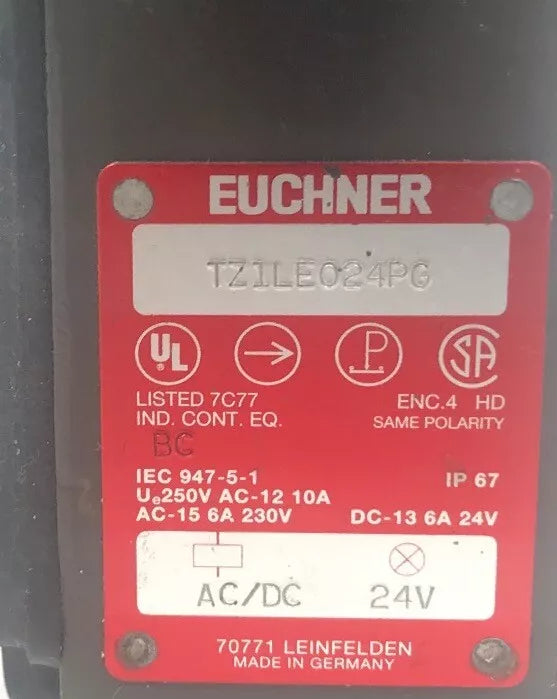 EUCHNER
TZ1LE024PG
UL
P
SA
LISTED 7C77
ENC.4 HD
IND. CONT. EQ.
SAME POLARITY
BC
IEC 947-5-1
IP 67
Ue250V AC-12 10A
AC-15 6A 230V
DC-13 6A 24V
AC/DC
24V
70771 LEINFELDEN
MADE IN GERMANY